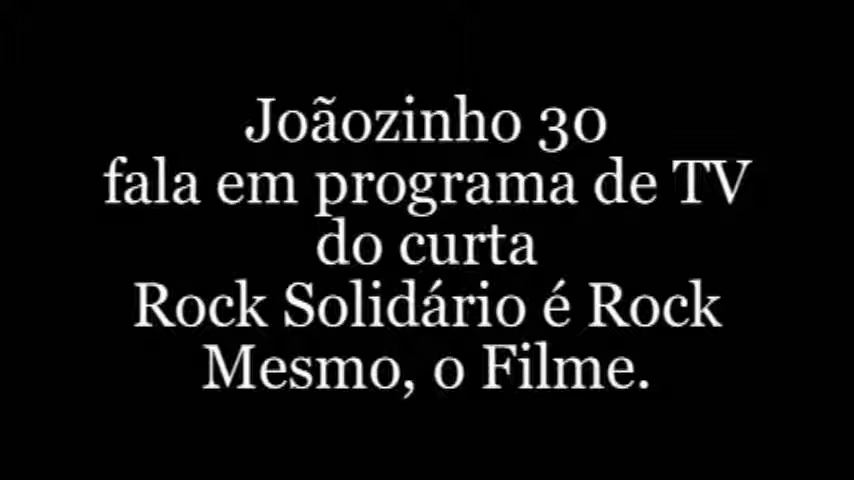 Joãozinho 30
fala em programa de TV
do curta
Rock Solidário é Rock
Mesmo, o Filme.